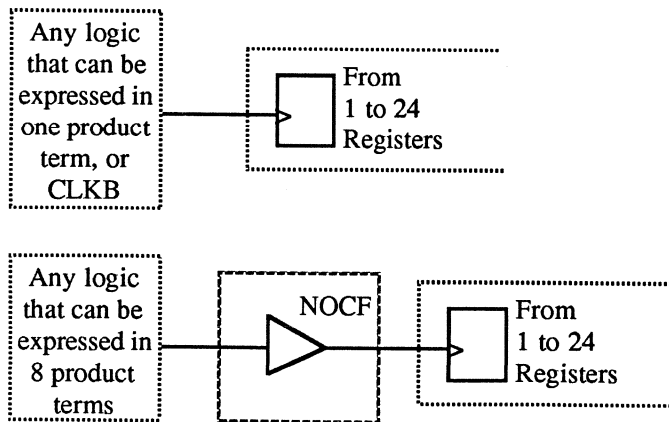 Any logic
that can be
expressed in
one product
term, or
CLKB
From
1 to 24
Registers
Any logic
that can be
expressed in
8 product
terms
NOCF
From
1 to 24
Registers